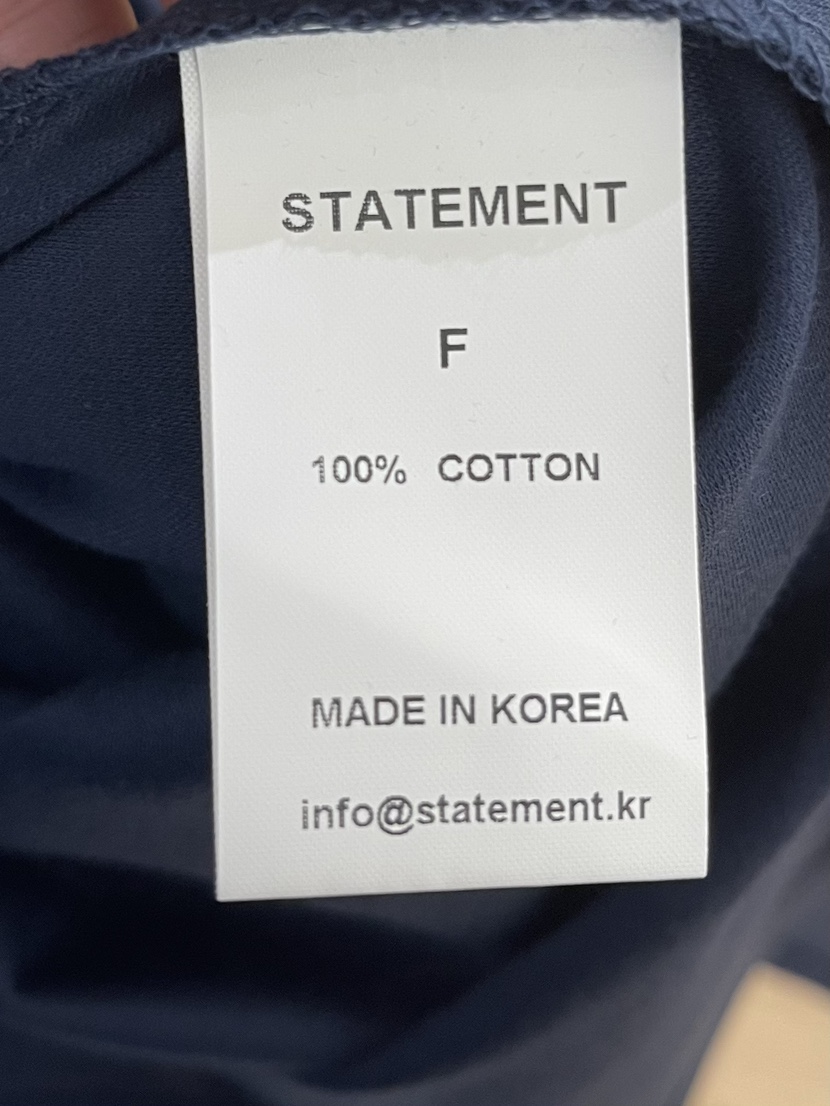 STATEMENT
F
100% COTTON
MADE IN KOREA
info@statement.kr